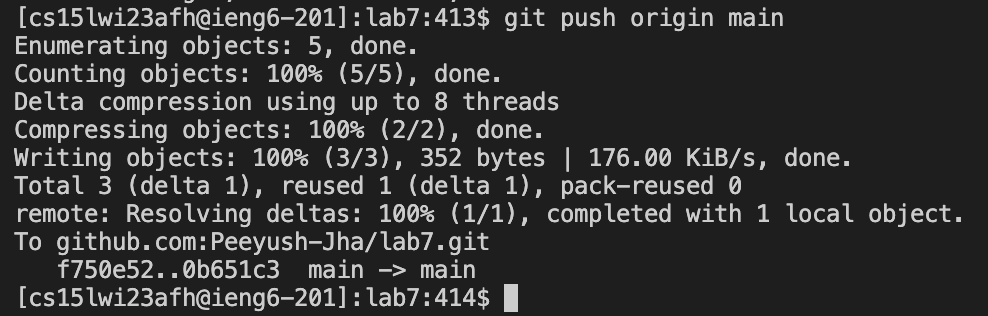 [cs15lwi23afh@ieng6-201]:lab7:413$ git push origin main
Enumerating objects: 5, done.
Counting objects: 100% (5/5), done.
Delta compression using up to 8 threads
Compressing objects: 100% (2/2), done.
Writing objects: 100% (3/3), 352 bytes | 176.00 KiB/s, done.
Total 3 (delta 1), reused 1 (delta 1), pack-reused 0
remote: Resolving deltas: 100% (1/1), completed with 1 local object.
To github.com:Peeyush-Jha/lab7.git
   f750e52..0b651c3  main -> main
[cs15lwi23afh@ieng6-201]:lab7:414$